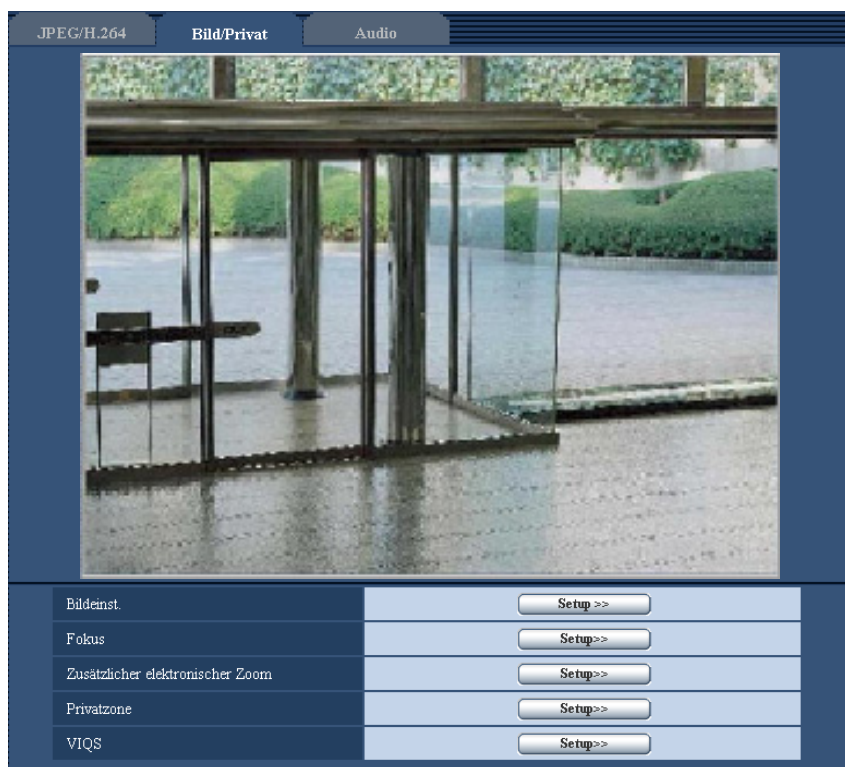 JPEG/H.264 Bild/Privat Audio
Bildeinst. Setup >>
Fokus Setup>>
Zusätzlicher elektronischer Zoom Setup>>
Privatzone Setup>>
VIQS Setup>>